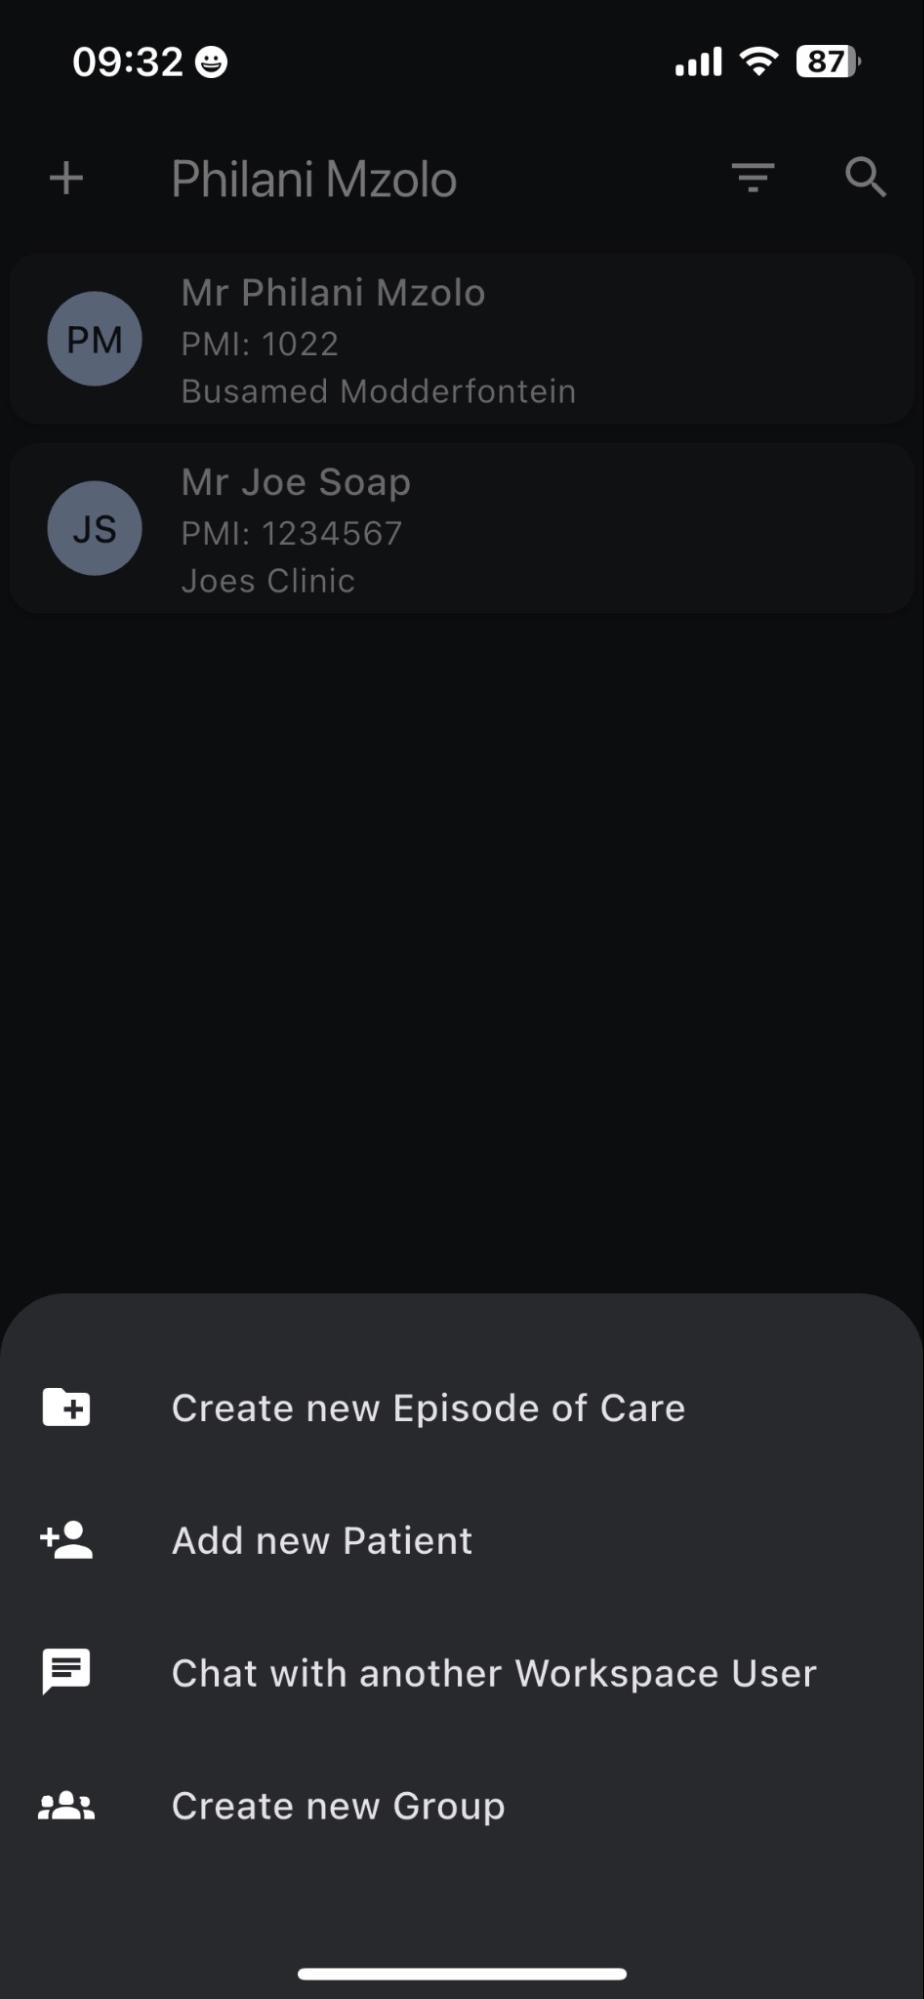 09:32
87
Philani Mzolo
PM
Mr Philani Mzolo
PMI: 1022
Busamed Modderfontein
JS
Mr Joe Soap
PMI: 1234567
Joes Clinic
Create new Episode of Care
Add new Patient
Chat with another Workspace User
Create new Group